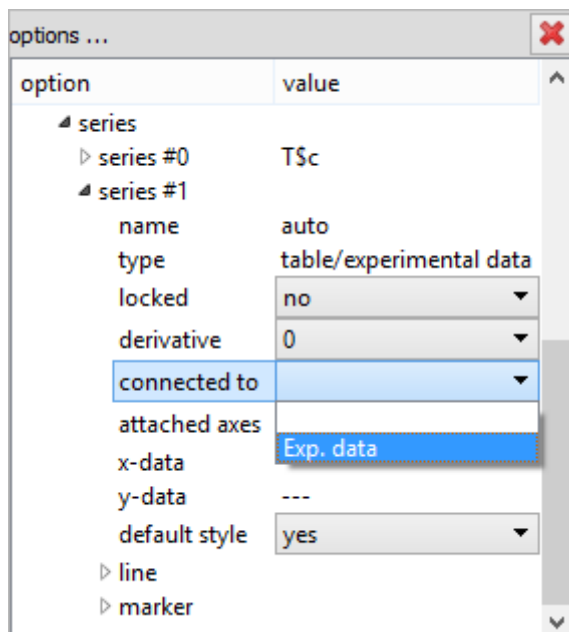 options ...
option value
series
series #0 T$c
series #1
name auto
type table/experimental data
locked no
derivative 0
connected to
attached axes
Exp. data
x-data
y-data ---
default style yes
line
marker